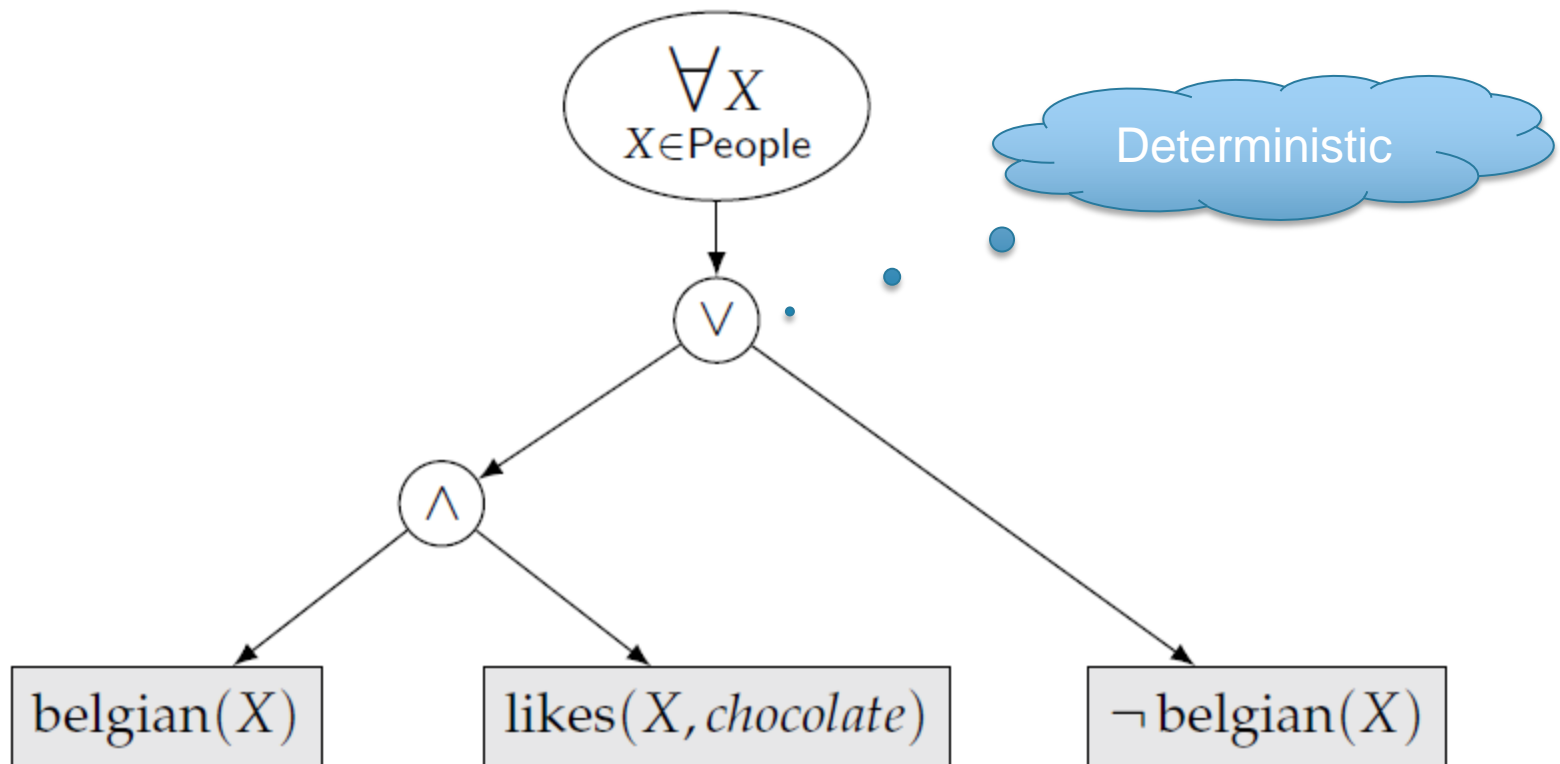 ∀X
X∈People
Deterministic
∨
∧
belgian(X)
likes(X, chocolate)
¬ belgian(X)